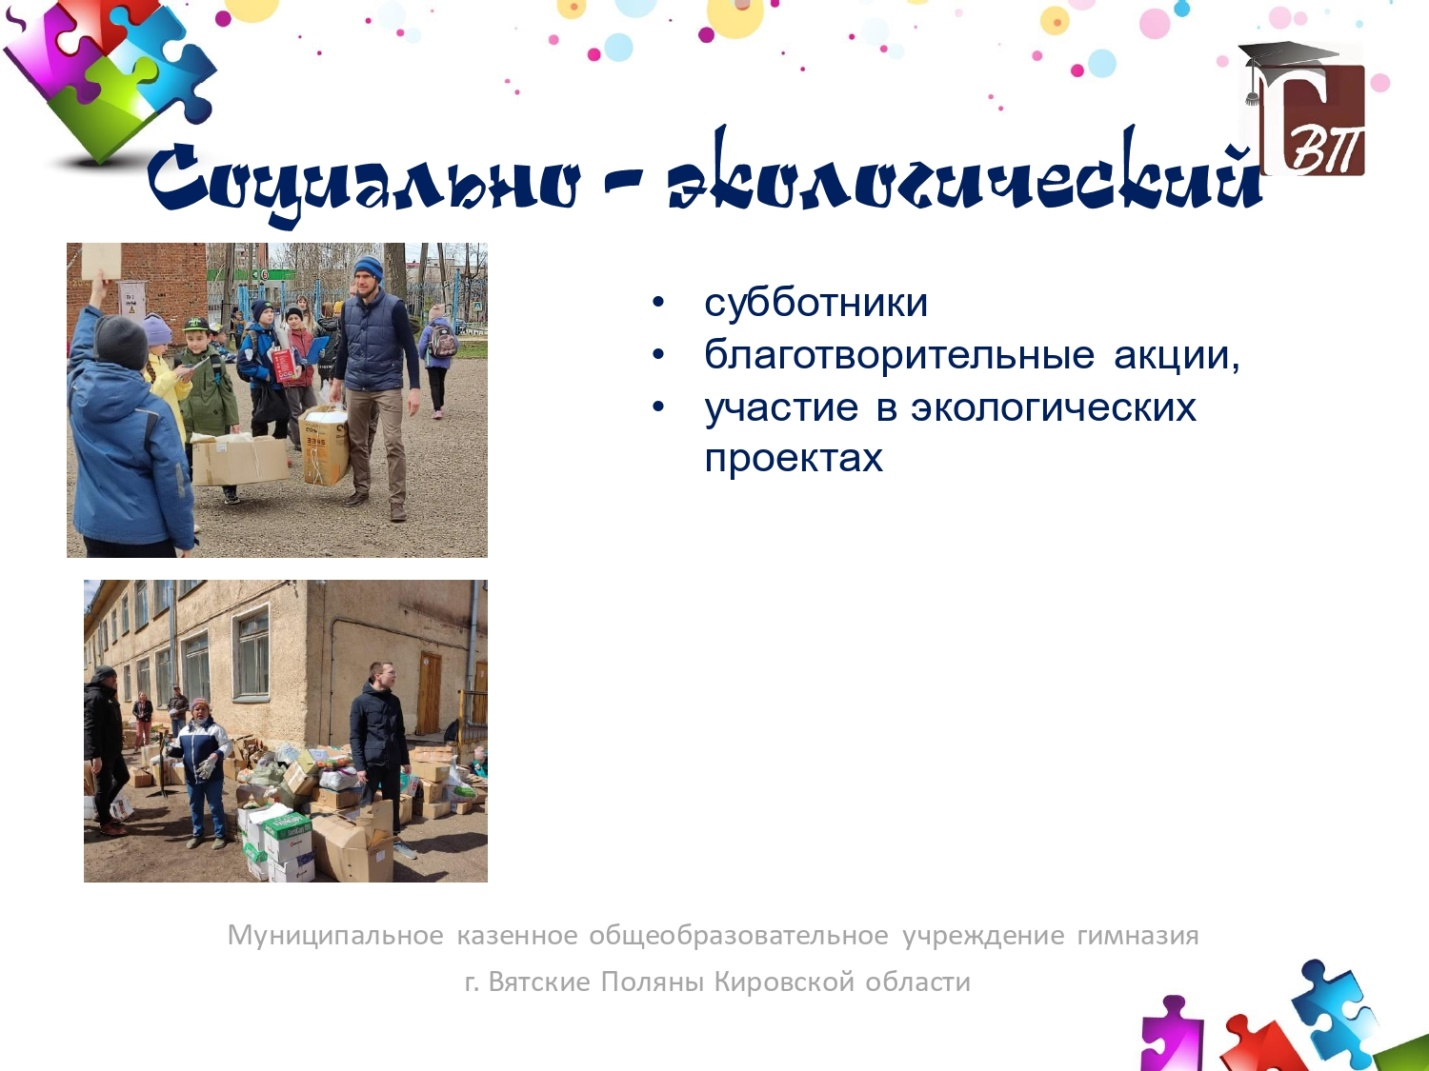 ВП
Социально - экологический
• субботники
• благотворительные акции,
• участие в экологических
проектах
Муниципальное казенное общеобразовательное учреждение гимназия
г. Вятские Поляны Кировской области